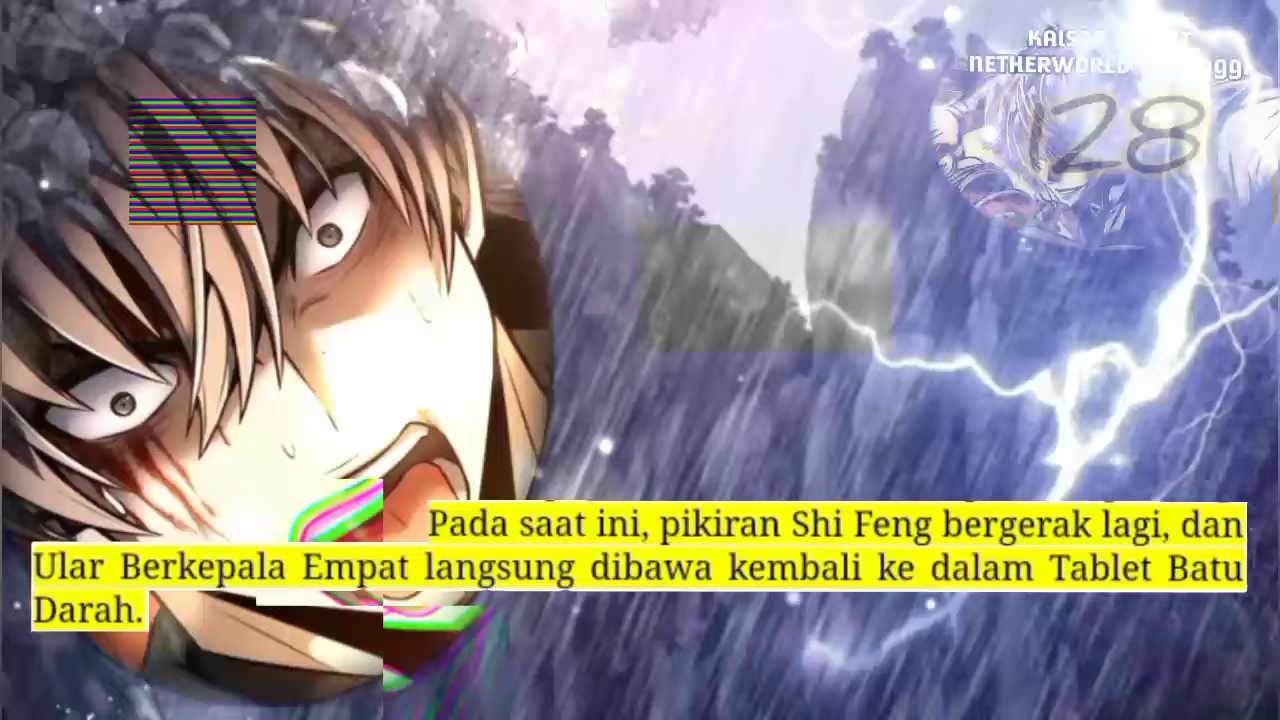 KAIS
NETHERWORLD
128
Pada saat ini, pikiran Shi Feng bergerak lagi, dan
Ular Berkepala Empat langsung dibawa kembali ke dalam Tablet Batu
Darah.